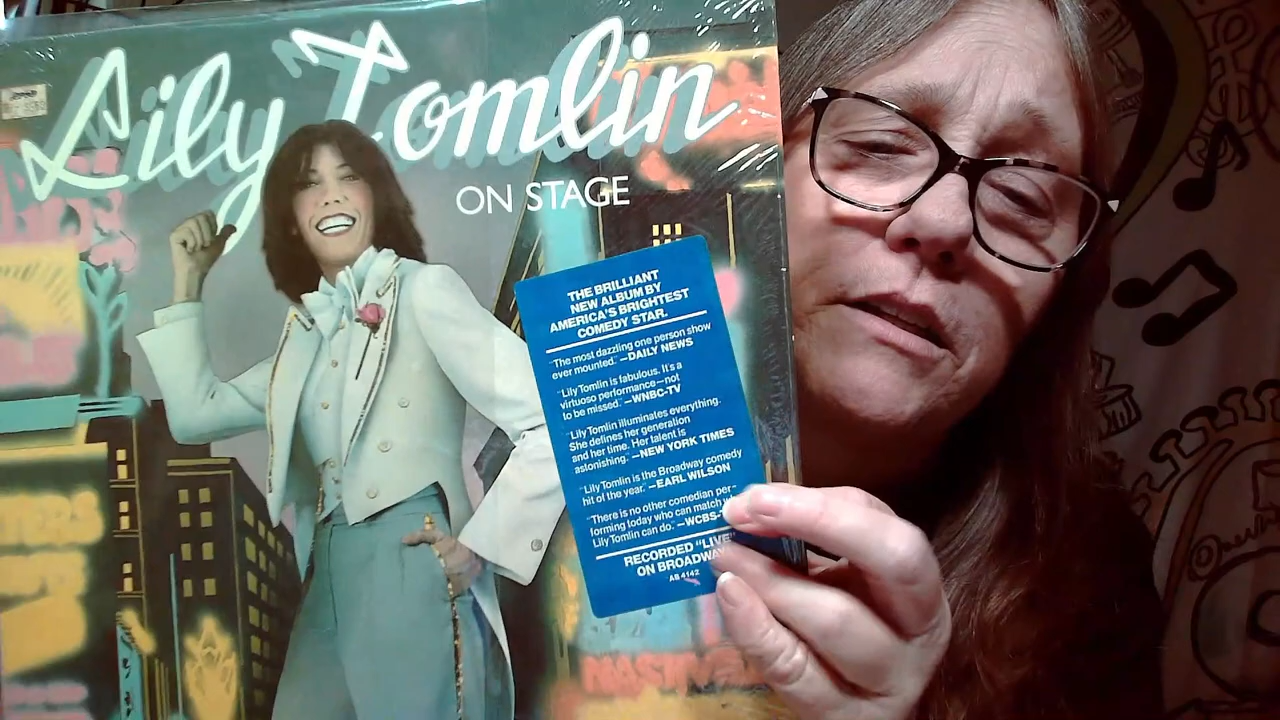 Lily Tomlin
ON STAGE
THE BRILLIANT
NEW ALBUM BY
AMERICA'S BRIGHTEST
COMEDY STAR.
"The most dazzling one person show
ever mounted." —DAILY NEWS
"Lily Tomlin is fabulous. It's a
virtuoso performance—not
to be missed." —WNBC-TV
"Lily Tomlin illuminates everything.
She defines her generation
and her time. Her talent is
astonishing." —NEW YORK TIMES
"Lily Tomlin is the Broadway comedy
hit of the year." —EARL WILSON
"There is no other comedian per-
forming today who can match
Lily Tomlin can do." —WCBS-
RECORDED "LIVE"
ON BROADWAY
AB 4142
NASHVILLE